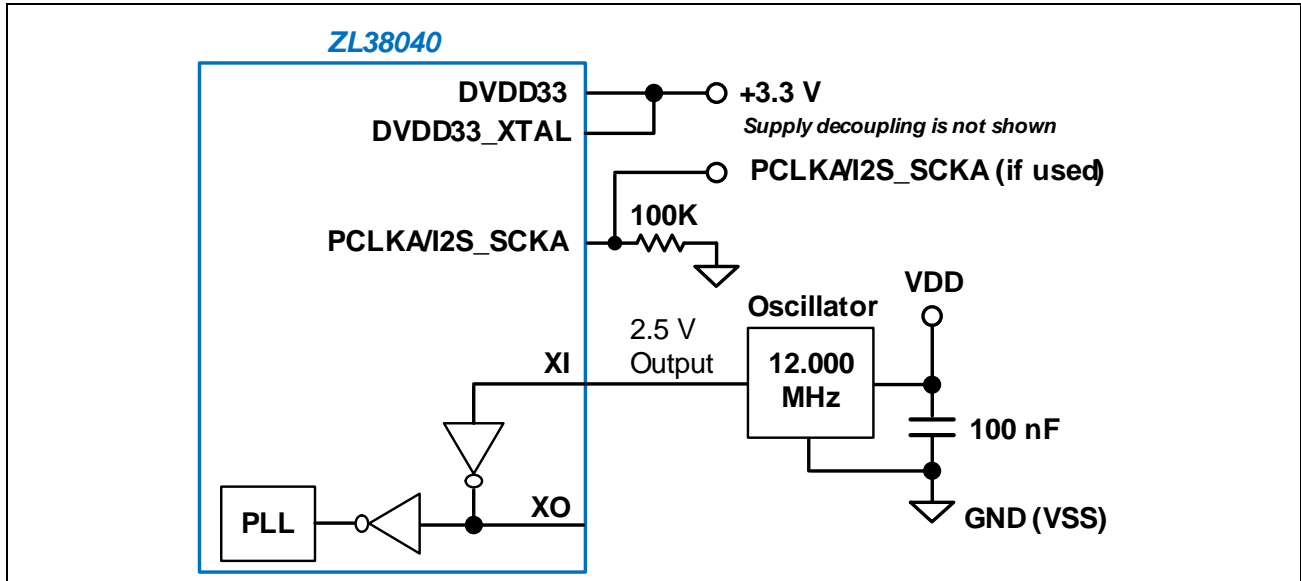 ZL38040
DVDD33
+3.3 V
DVDD33_XTAL
Supply decoupling is not shown
PCLKA/I2S_SCKA (if used)
100K
PCLKA/I2S_SCKA
VDD
Oscillator
2.5 V
Output
XI
12.000
MHz
100 nF
PLL
XO
GND (VSS)